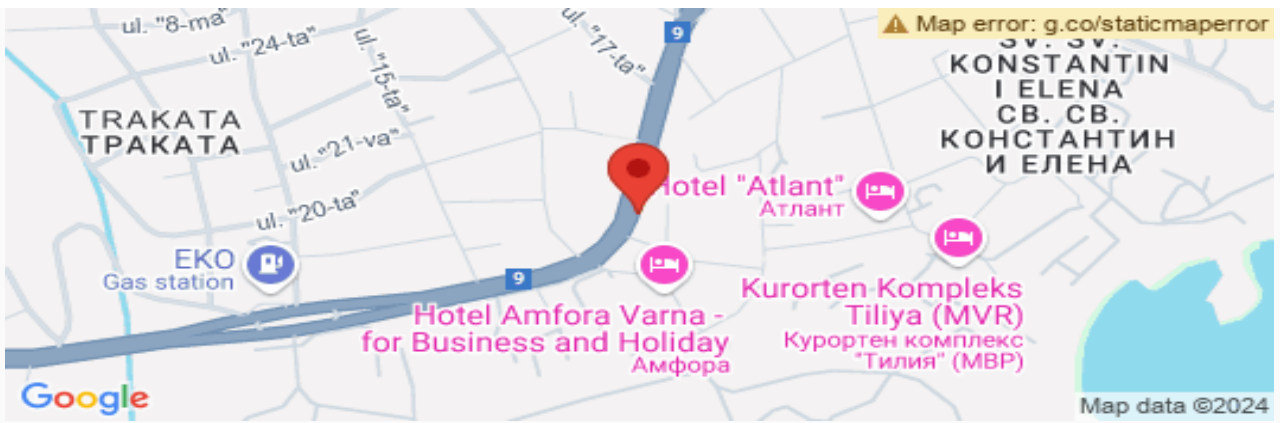 ul. "8-ma"
ul. "24-ta"
ul. "15-ta"
ul. "17-ta"
9
Map error: g.co/staticmaperror
SV. SV.
KONSTANTIN
I ELENA
СВ. СВ.
КОНСТАНТИН
И ЕЛЕНА
TRAKATA
ТРАКАТА
ul. "21-va"
ul. "20-ta"
Hotel "Atlant"
Атлант
EKO
Gas station
9
Kurorten Kompleks
Tiliya (MVR)
Курортен комплекс
"Тилия" (МВР)
Hotel Amfora Varna -
for Business and Holiday
Амфора
Google
Map data ©2024